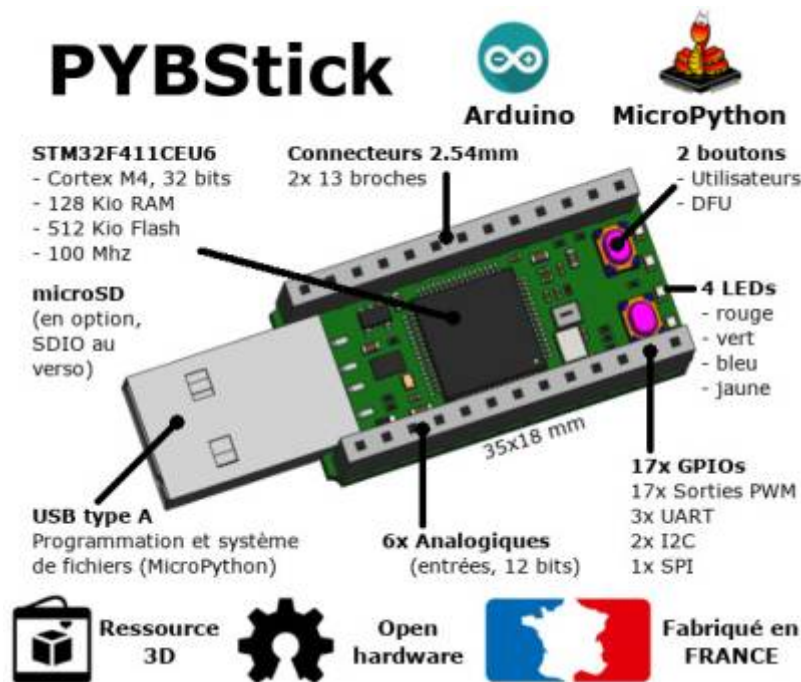 PYBStick
Arduino
MicroPython
STM32F411CEU6
- Cortex M4, 32 bits
- 128 Kio RAM
- 512 Kio Flash
- 100 Mhz
Connecteurs 2.54mm
2x 13 broches
2 boutons
- Utilisateurs
- DFU
microSD
(en option,
SDIO au
verso)
4 LEDs
- rouge
- vert
- bleu
- jaune
35x18 mm
USB type A
Programmation et système
de fichiers (MicroPython)
6x Analogiques
(entrées, 12 bits)
17x GPIOs
17x Sorties PWM
3x UART
2x I2C
1x SPI
Ressource
3D
Open
hardware
Fabriqué en
FRANCE